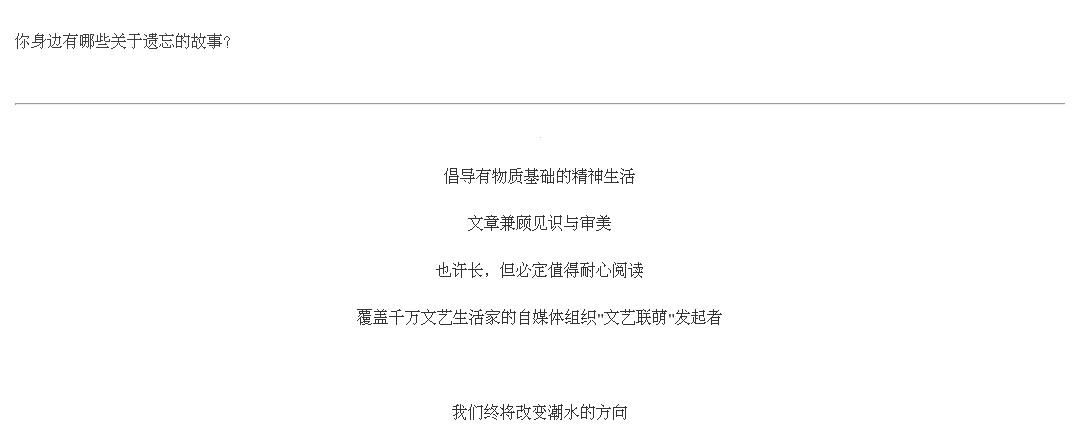 你身边有哪些关于遗忘的故事?
倡导有物质基础的精神生活
文章兼顾见识与审美
也许长，但必定值得耐心阅读
覆盖千万文艺生活家的自媒体组织"文艺联萌"发起者
我们终将改变潮水的方向